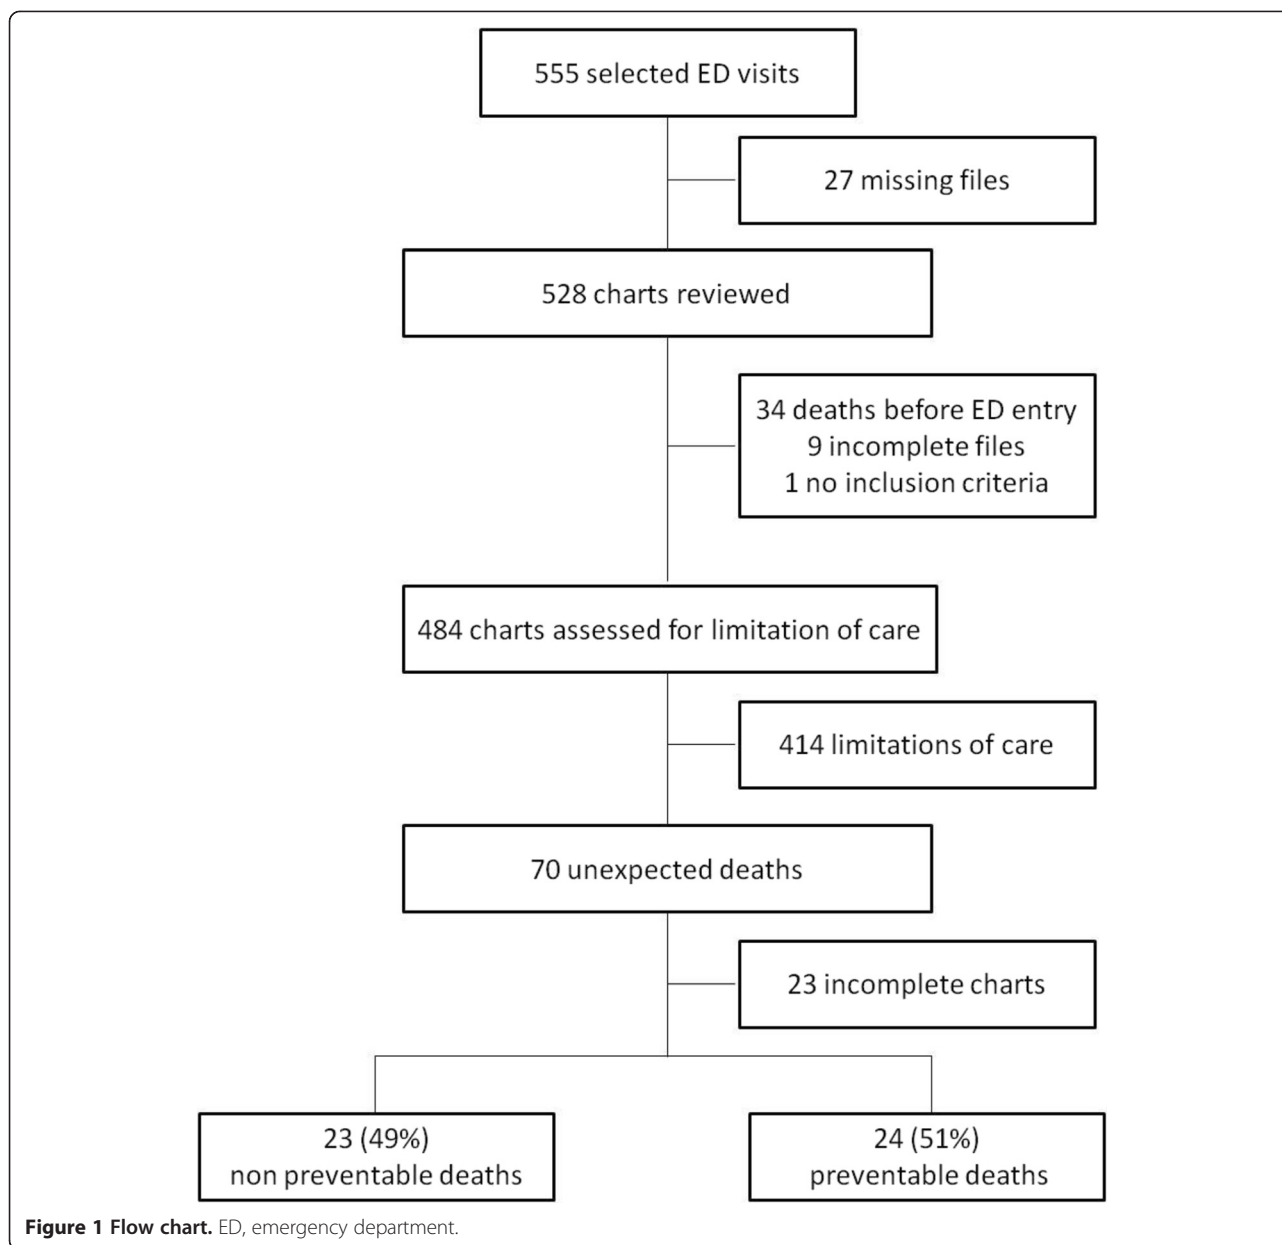 555 selected ED visits
27 missing files
528 charts reviewed
34 deaths before ED entry
9 incomplete files
1 no inclusion criteria
484 charts assessed for limitation of care
414 limitations of care
70 unexpected deaths
23 incomplete charts
23 (49%)
non preventable deaths
24 (51%)
preventable deaths
Figure 1 Flow chart. ED, emergency department.